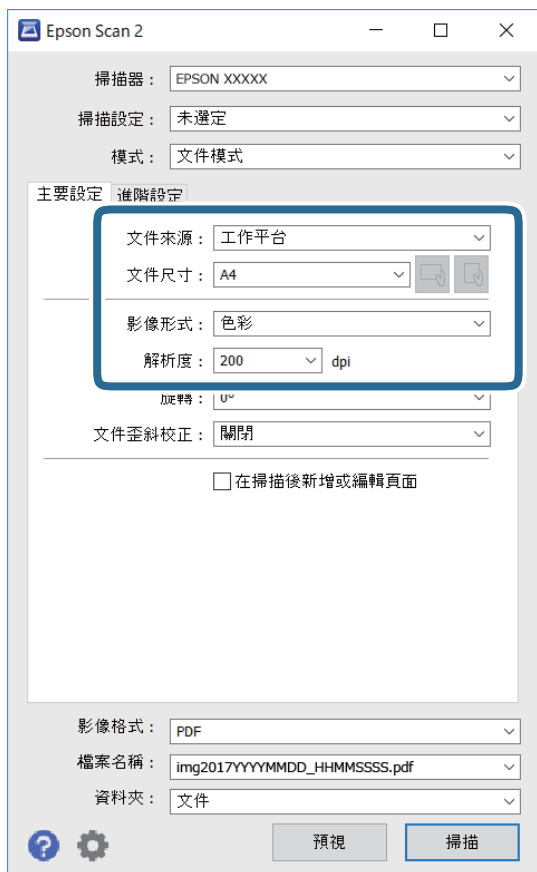 Epson Scan 2
掃描器： EPSON XXXXX
掃描設定： 未選定
模式： 文件模式
主要設定 進階設定
文件來源： 工作平台
文件尺寸： A4
影像形式： 色彩
解析度： 200 dpi
旋轉： 0°
文件歪斜校正： 關閉
在掃描後新增或編輯頁面
影像格式： PDF
檔案名稱： img2017YYYYMMDD_HHMMSSSS.pdf
資料夾： 文件
預視 掃描